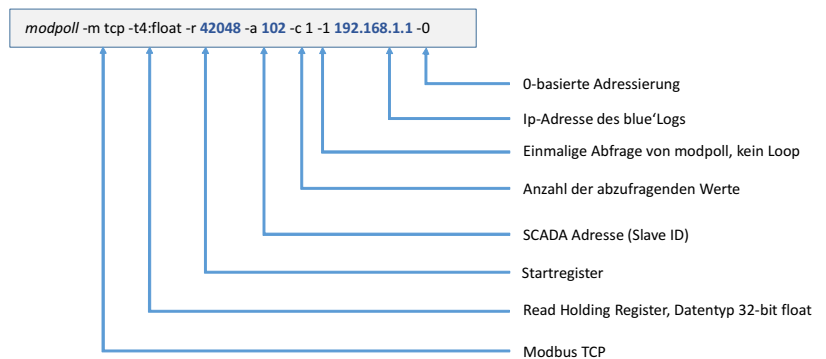 modpoll -m tcp -t4:float -r 42048 -a 102 -c 1 -1 192.168.1.1 -0
0-basierte Adressierung
Ip-Adresse des blue‘Logs
Einmalige Abfrage von modpoll, kein Loop
Anzahl der abzufragenden Werte
SCADA Adresse (Slave ID)
Startregister
Read Holding Register, Datentyp 32-bit float
Modbus TCP